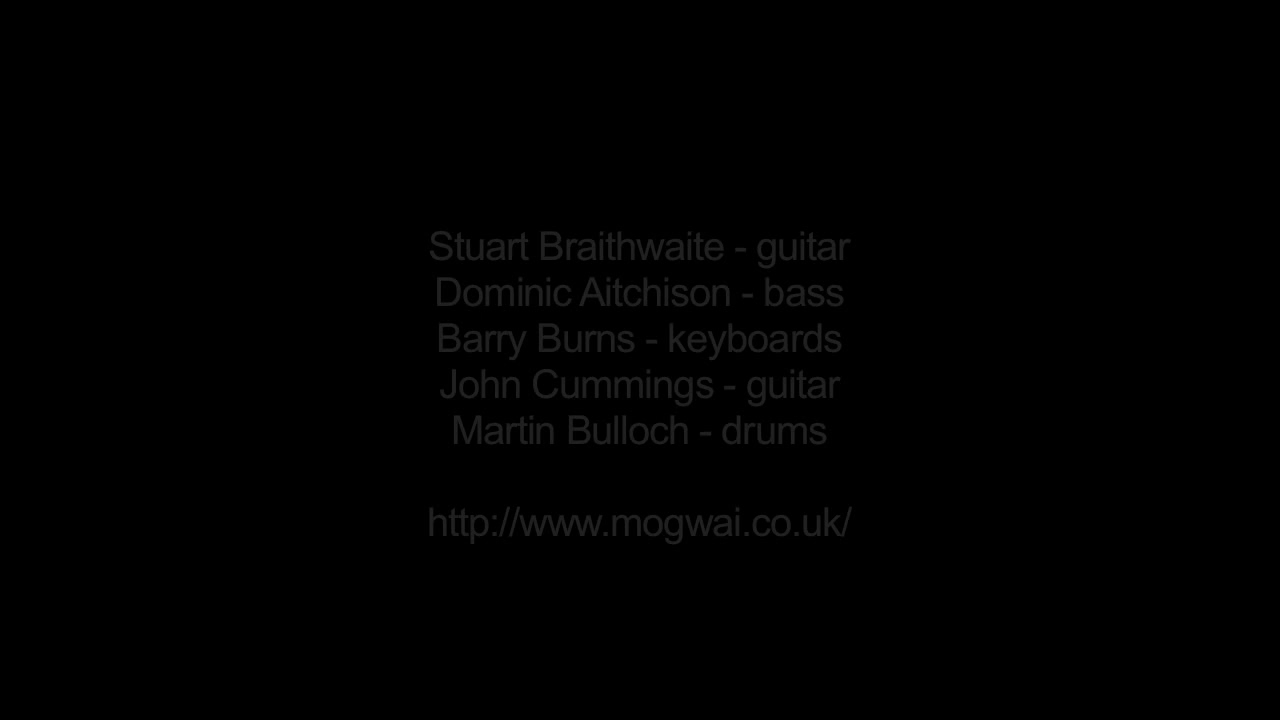 Stuart Braithwaite - guitar
Dominic Aitchison - bass
Barry Burns - keyboards
John Cummings - guitar
Martin Bulloch - drums
http://www.mogwai.co.uk/